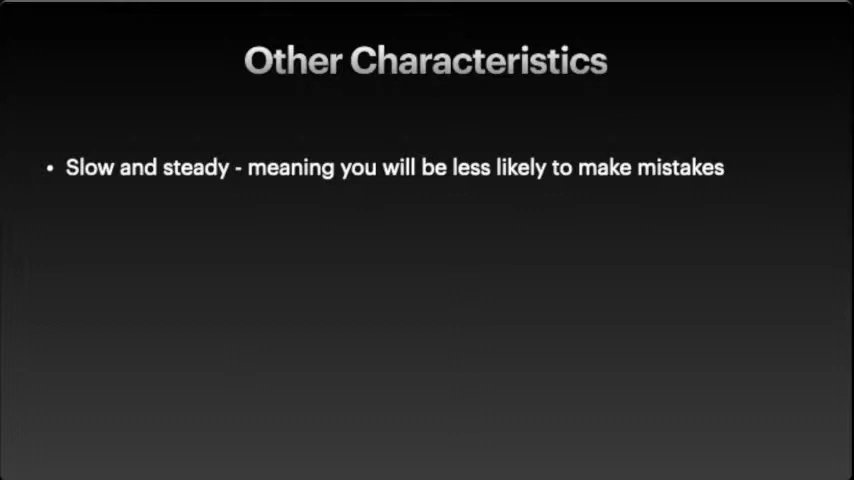 Other Characteristics
• Slow and steady - meaning you will be less likely to make mistakes